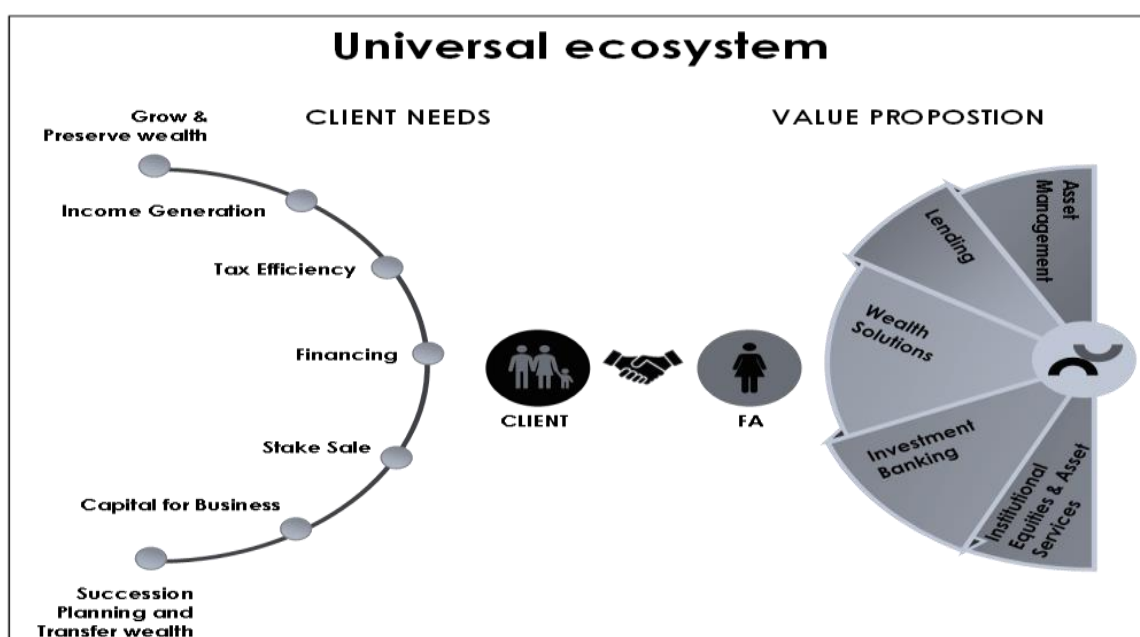 Universal ecosystem
CLIENT NEEDS
Grow &
Preserve wealth
Income Generation
Tax Efficiency
Financing
Stake Sale
Capital for Business
Succession
Planning and
Transfer wealth
CLIENT
FA
VALUE PROPOSTION
Asset
Management
Lending
Wealth
Solutions
Investment
Banking
Institutional
Equities & Asset
Services